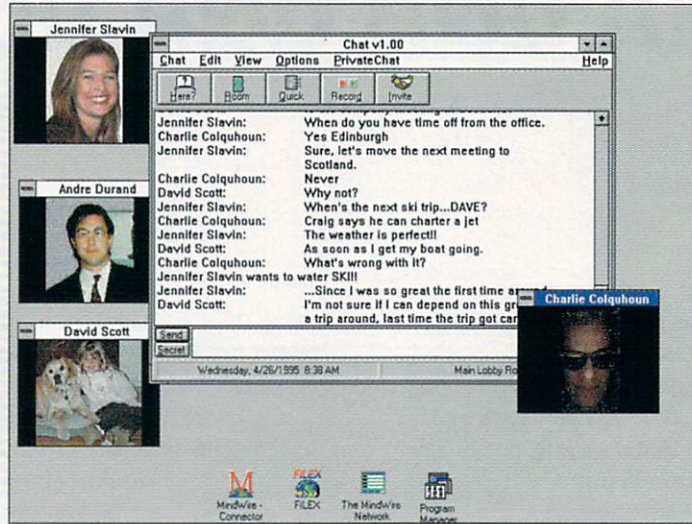 Jennifer Slavin
Chat v1.00
Chat Edit View Options PrivateChat Help
Here? Room Quick Record Invite
Jennifer Slavin: When do you have time off from the office.
Charlie Colquhoun: Yes Edinburgh
Jennifer Slavin: Sure, let's move the next meeting to
Scotland.
Charlie Colquhoun: Never
David Scott: Why not?
Jennifer Slavin: When's the next ski trip...DAVE?
Charlie Colquhoun: Craig says he can charter a jet
Jennifer Slavin: The weather is perfect!!
David Scott: As soon as I get my boat going.
Charlie Colquhoun: What's wrong with it?
Jennifer Slavin wants to water SKI!!
Jennifer Slavin: ...Since I was so great the first time
David Scott: I'm not sure if I can depend on this
a trip around, last time the trip got
Andre Durand
David Scott
Charlie Colquhoun
Send
Secret
Wednesday, 4/26/1995 8:38 AM Main Lobby
MindWire -
Connector
FILEX
FILEX
The MindWire
Network
Program
Manager